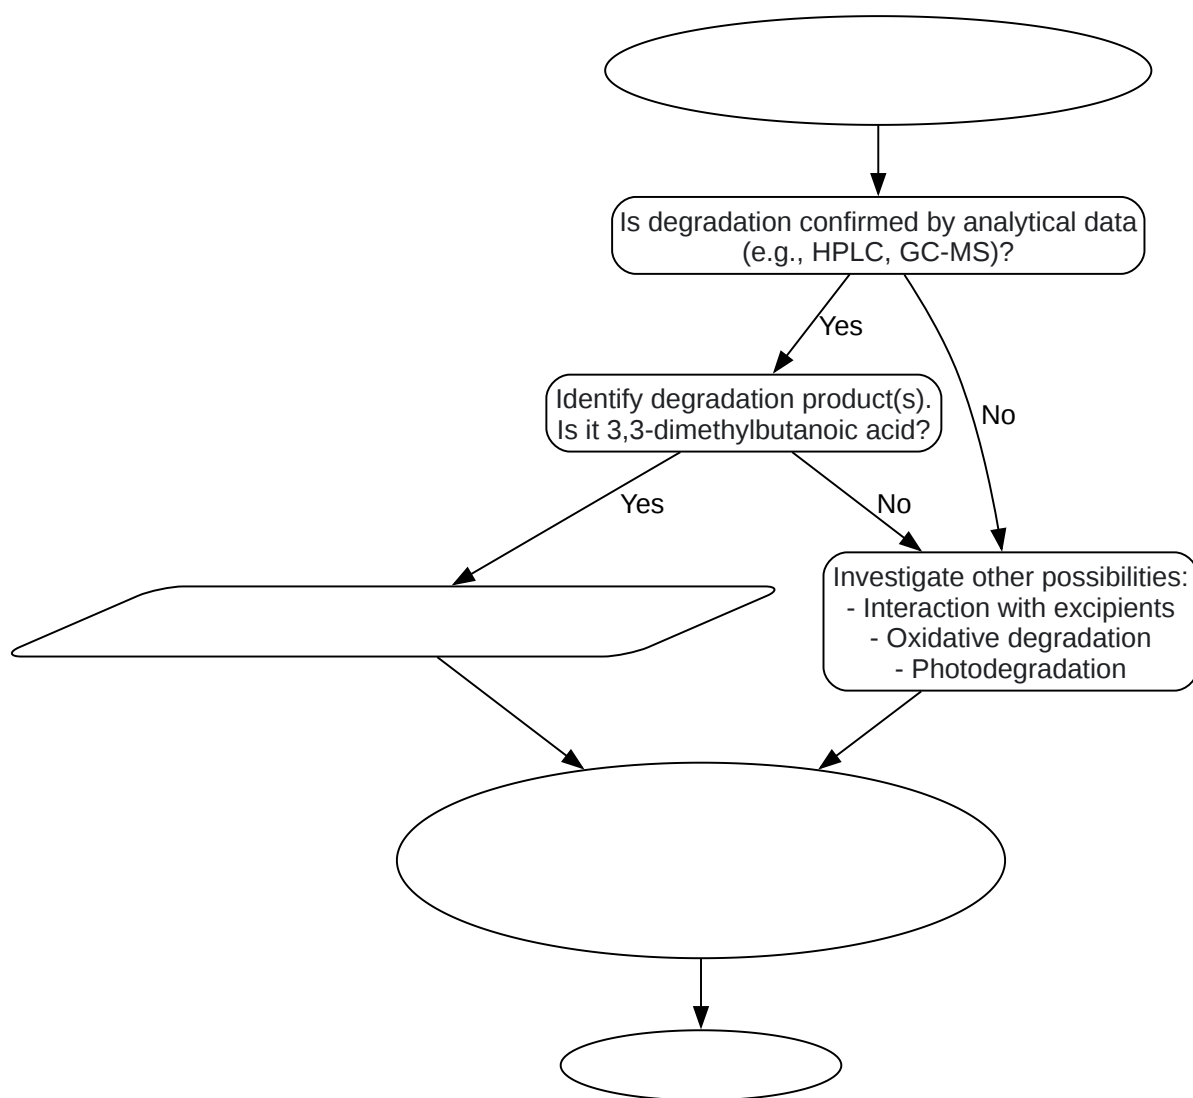 Is degradation confirmed by analytical data
(e.g., HPLC, GC-MS)?
Yes
Identify degradation product(s).
Is it 3,3-dimethylbutanoic acid?
No
Yes
No
Investigate other possibilities:
- Interaction with excipients
- Oxidative degradation
- Photodegradation